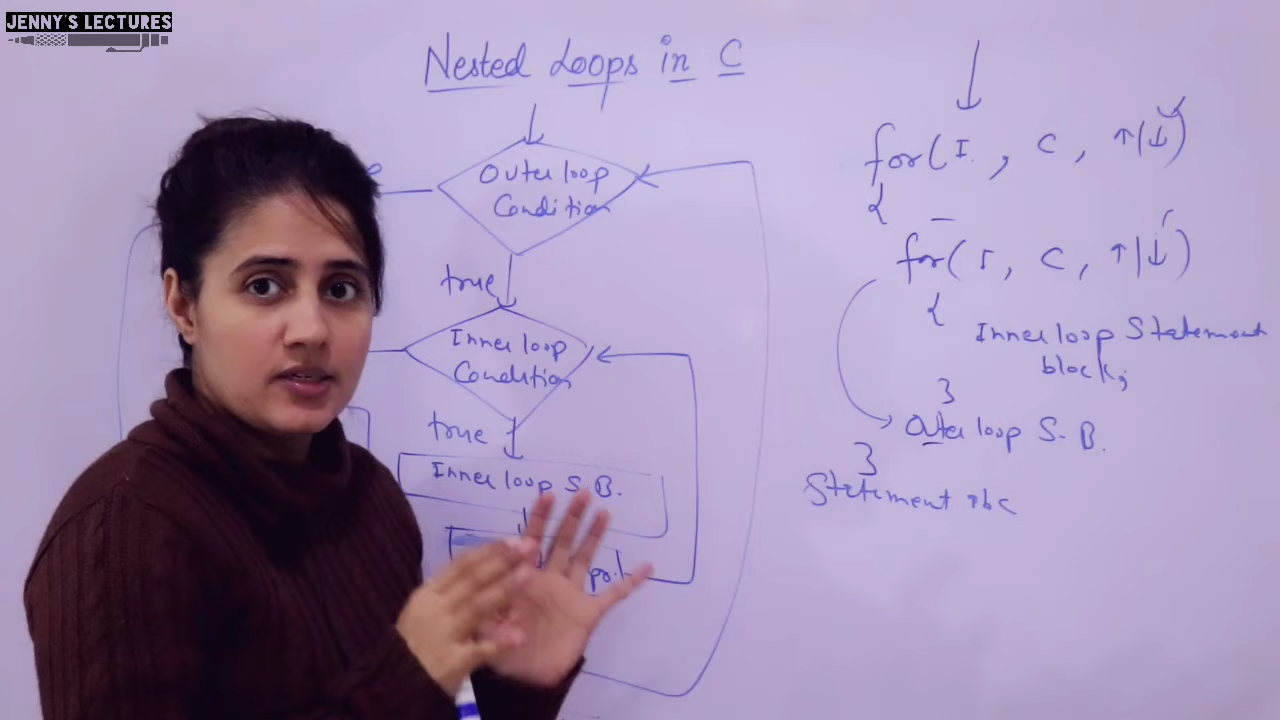 JENNY'S LECTURES
Nested Loops in C
Outer loop
Condition
true
Inner loop
Condition
true
Inner loop S.B.
for(I, C, ↑|↓)
{
for(I, C, ↑|↓)
{
Inner loop Statement
block;
}
Outer loop S.B.
}
Statement abc